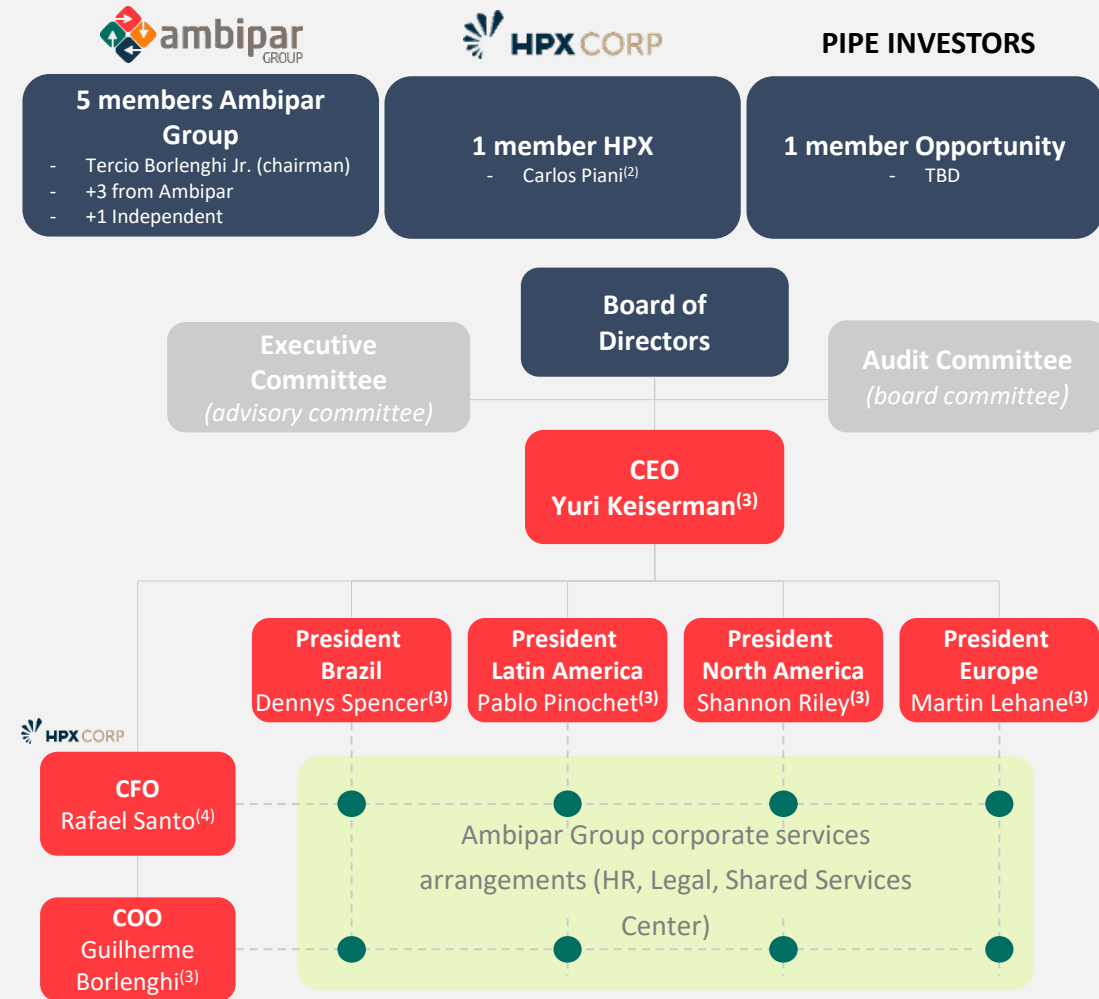 ambipar
GROUP
HPX CORP
PIPE INVESTORS
5 members Ambipar
Group
- Tercio Borlenghi Jr. (chairman)
- +3 from Ambipar
- +1 Independent
1 member HPX
- Carlos Piani(2)
1 member Opportunity
- TBD
Board of
Directors
Executive
Committee
(advisory committee)
Audit Committee
(board committee)
CEO
Yuri Keiserman(3)
President
Brazil
Dennys Spencer(3)
President
Latin America
Pablo Pinochet(3)
President
North America
Shannon Riley(3)
President
Europe
Martin Lehane(3)
HPX CORP
CFO
Rafael Santo(4)
Ambipar Group corporate services
arrangements (HR, Legal, Shared Services
Center)
COO
Guilherme
Borlenghi(3)